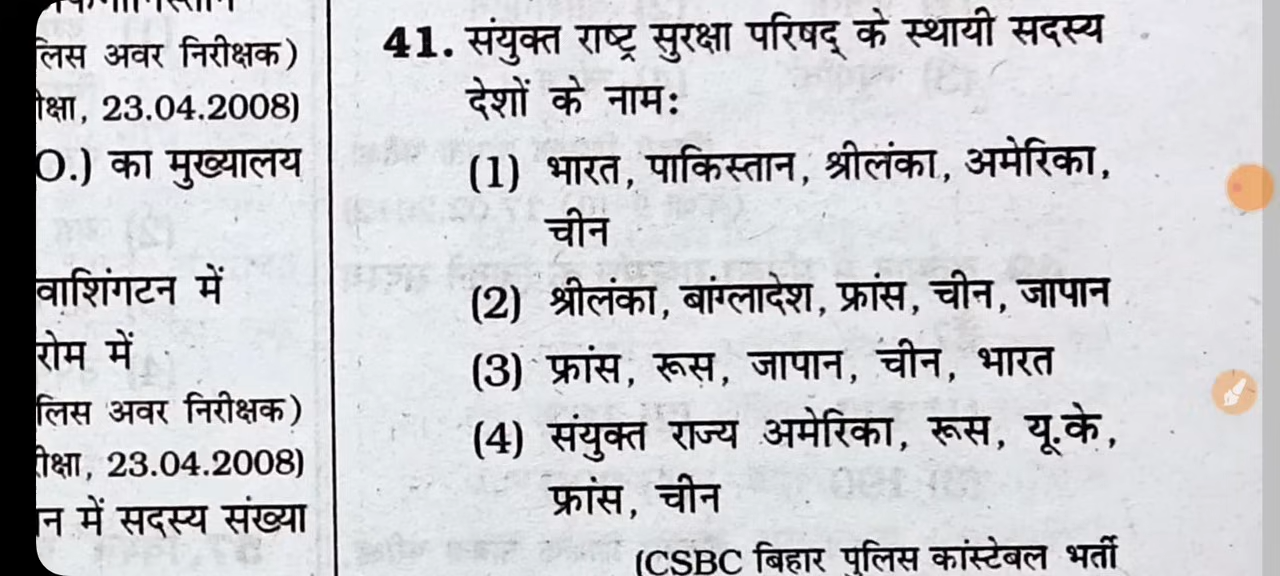 लिस अवर निरीक्षक)
क्षा, 23.04.2008)
O.) का मुख्यालय
वाशिंगटन में
रोम में
लिस अवर निरीक्षक)
क्षा, 23.04.2008)
न में सदस्य संख्या
41. संयुक्त राष्ट्र सुरक्षा परिषद् के स्थायी सदस्य
देशों के नाम:
(1) भारत, पाकिस्तान, श्रीलंका, अमेरिका,
चीन
(2) श्रीलंका, बांग्लादेश, फ्रांस, चीन, जापान
(3) फ्रांस, रूस, जापान, चीन, भारत
(4) संयुक्त राज्य अमेरिका, रूस, यू.के,
फ्रांस, चीन
(CSBC बिहार पुलिस कांस्टेबल भर्ती